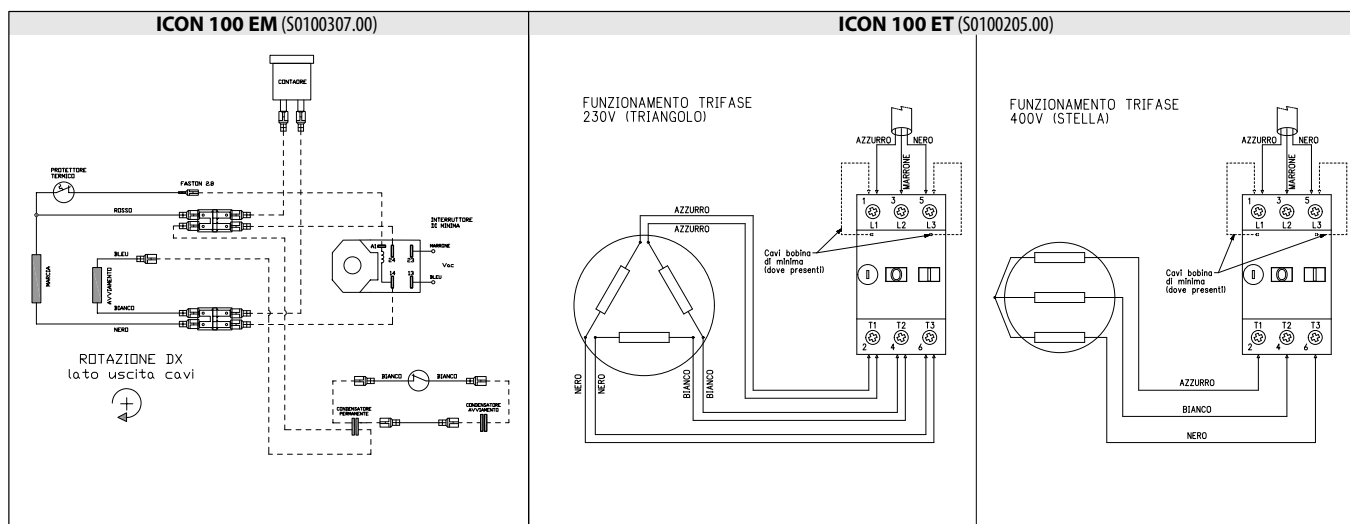 ICON 100 EM (S0100307.00)
CONTAORE
PROTETTORE
TERMICO
FASTON 2.8
ROSSO
INTERRUTTORE
DI MINIMA
A1
24
23
MARRONE
Vac
14
13
BLEU
BLEU
MARCIA
AVVIAMENTO
BIANCO
NERO
ROTAZIONE DX
lato uscita cavi
BIANCO
BIANCO
CONDENSATORE
PERMANENTE
CONDENSATORE
AVVIAMENTO
ICON 100 ET (S0100205.00)
FUNZIONAMENTO TRIFASE
230V (TRIANGOLO)
AZZURRO
NERO
MARRONE
1
3
5
L1
L2
L3
AZZURRO
AZZURRO
Cavi bobina
di minima
(dove presenti)
I
T1
T2
T3
2
4
6
NERO
NERO
BIANCO
BIANCO
FUNZIONAMENTO TRIFASE
400V (STELLA)
AZZURRO
NERO
MARRONE
1
3
5
L1
L2
L3
Cavi bobina
di minima
(dove presenti)
I
T1
T2
T3
2
4
6
AZZURRO
BIANCO
NERO